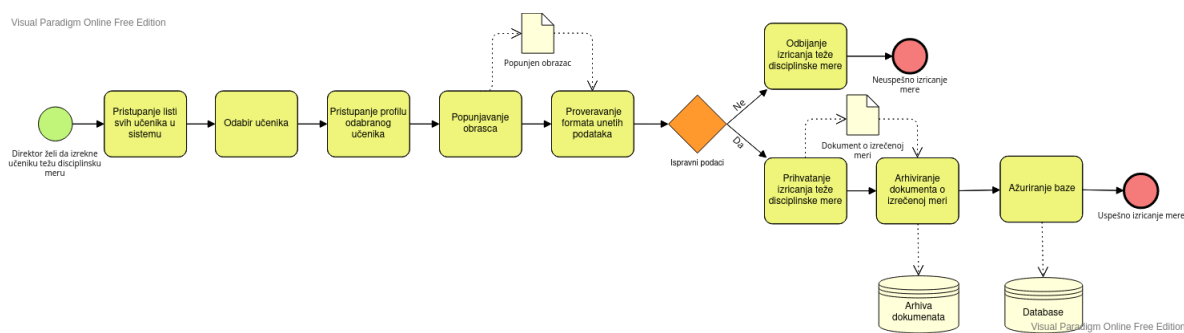 Visual Paradigm Online Free Edition
Direktor želi da izrekne
učeniku težu disciplinsku
meru
Pristupanje listi
svih učenika u
sistemu
Odabir učenika
Pristupanje profilu
odabranog
učenika
Popunjavanje
obrasca
Popunjen obrazac
Proveravanje
formata unetih
podataka
Ispravni podaci
Ne
Da
Odbijanje
izricanja teže
disciplinske mere
Neuspešno izricanje
mere
Prihvatanje
izricanja teže
disciplinske mere
Dokument o izrečenoj
meri
Arhiviranje
dokumenta o
izrečenoj meri
Ažuriranje baze
Uspešno izricanje mere
Arhiva
dokumenata
Database
Visual Paradigm Online Free Edition